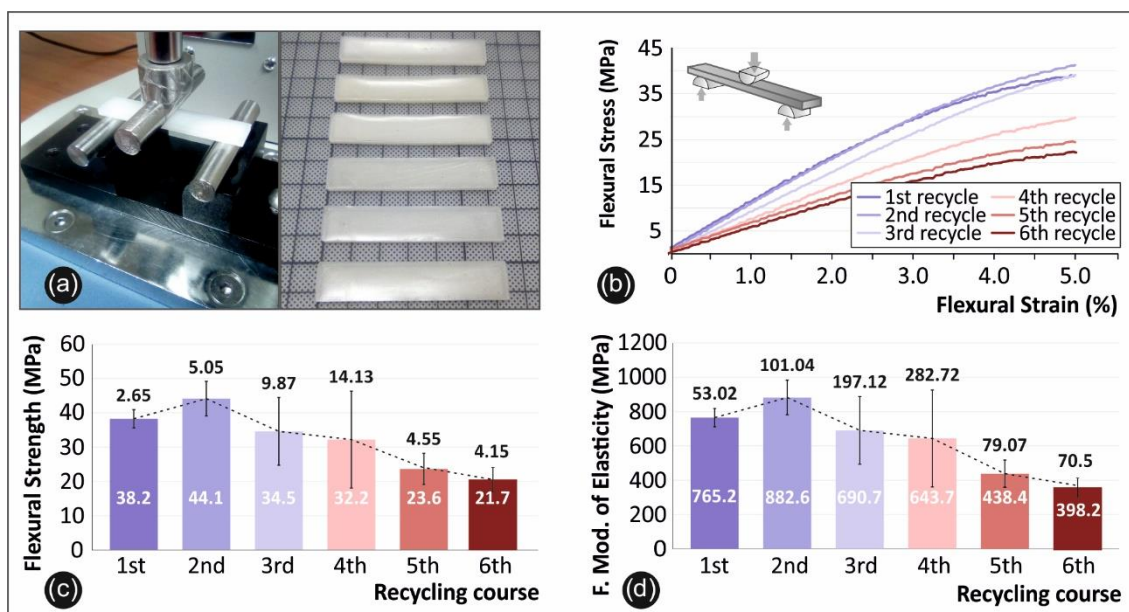 (a)
(b)
Flexural Stress (MPa)
45
35
25
15
5
0
1.0
2.0
3.0
4.0
5.0
Flexural Strain (%)
1st recycle
2nd recycle
3rd recycle
4th recycle
5th recycle
6th recycle
Flexural Strength (MPa)
60
50
40
30
20
10
0
2.65
5.05
9.87
14.13
4.55
4.15
38.2
44.1
34.5
32.2
23.6
21.7
1st
2nd
3rd
4th
5th
6th
(c)
Recycling course
F. Mod. of Elasticity (MPa)
1200
1000
800
600
400
200
0
53.02
101.04
197.12
282.72
79.07
70.5
765.2
882.6
690.7
643.7
438.4
398.2
1st
2nd
3rd
4th
5th
6th
(d)
Recycling course